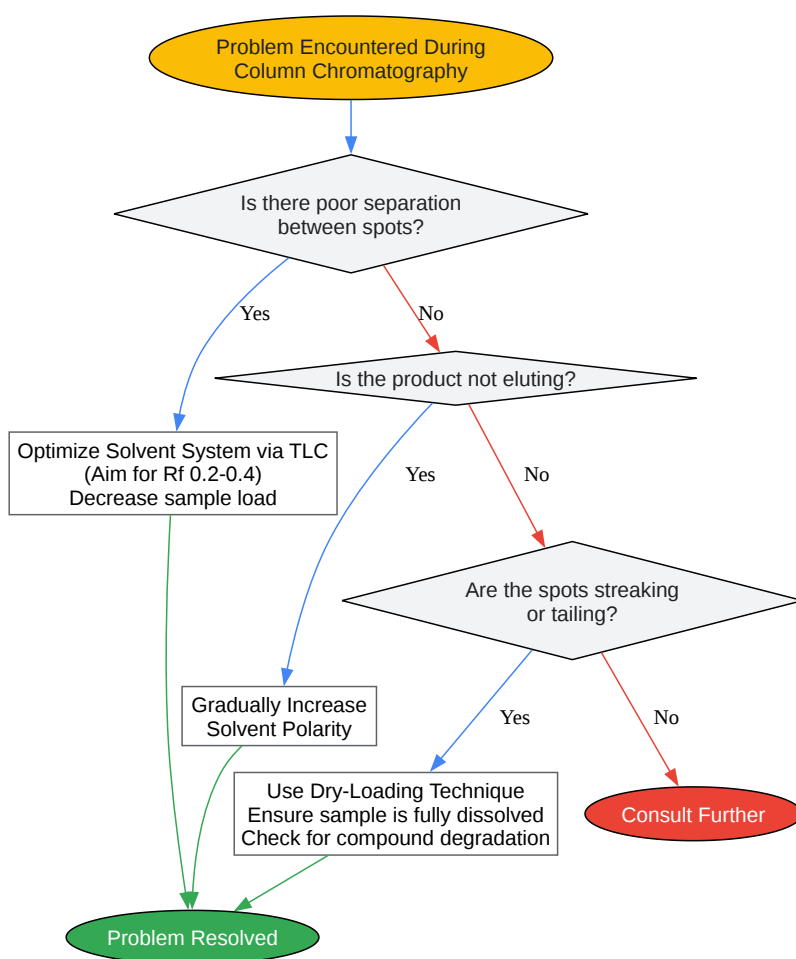 Problem Encountered During
Column Chromatography
Is there poor separation
between spots?
Yes
No
Is the product not eluting?
Optimize Solvent System via TLC
(Aim for Rf 0.2-0.4)
Decrease sample load
Yes
No
Are the spots streaking
or tailing?
Gradually Increase
Solvent Polarity
Yes
No
Use Dry-Loading Technique
Ensure sample is fully dissolved
Check for compound degradation
Consult Further
Problem Resolved